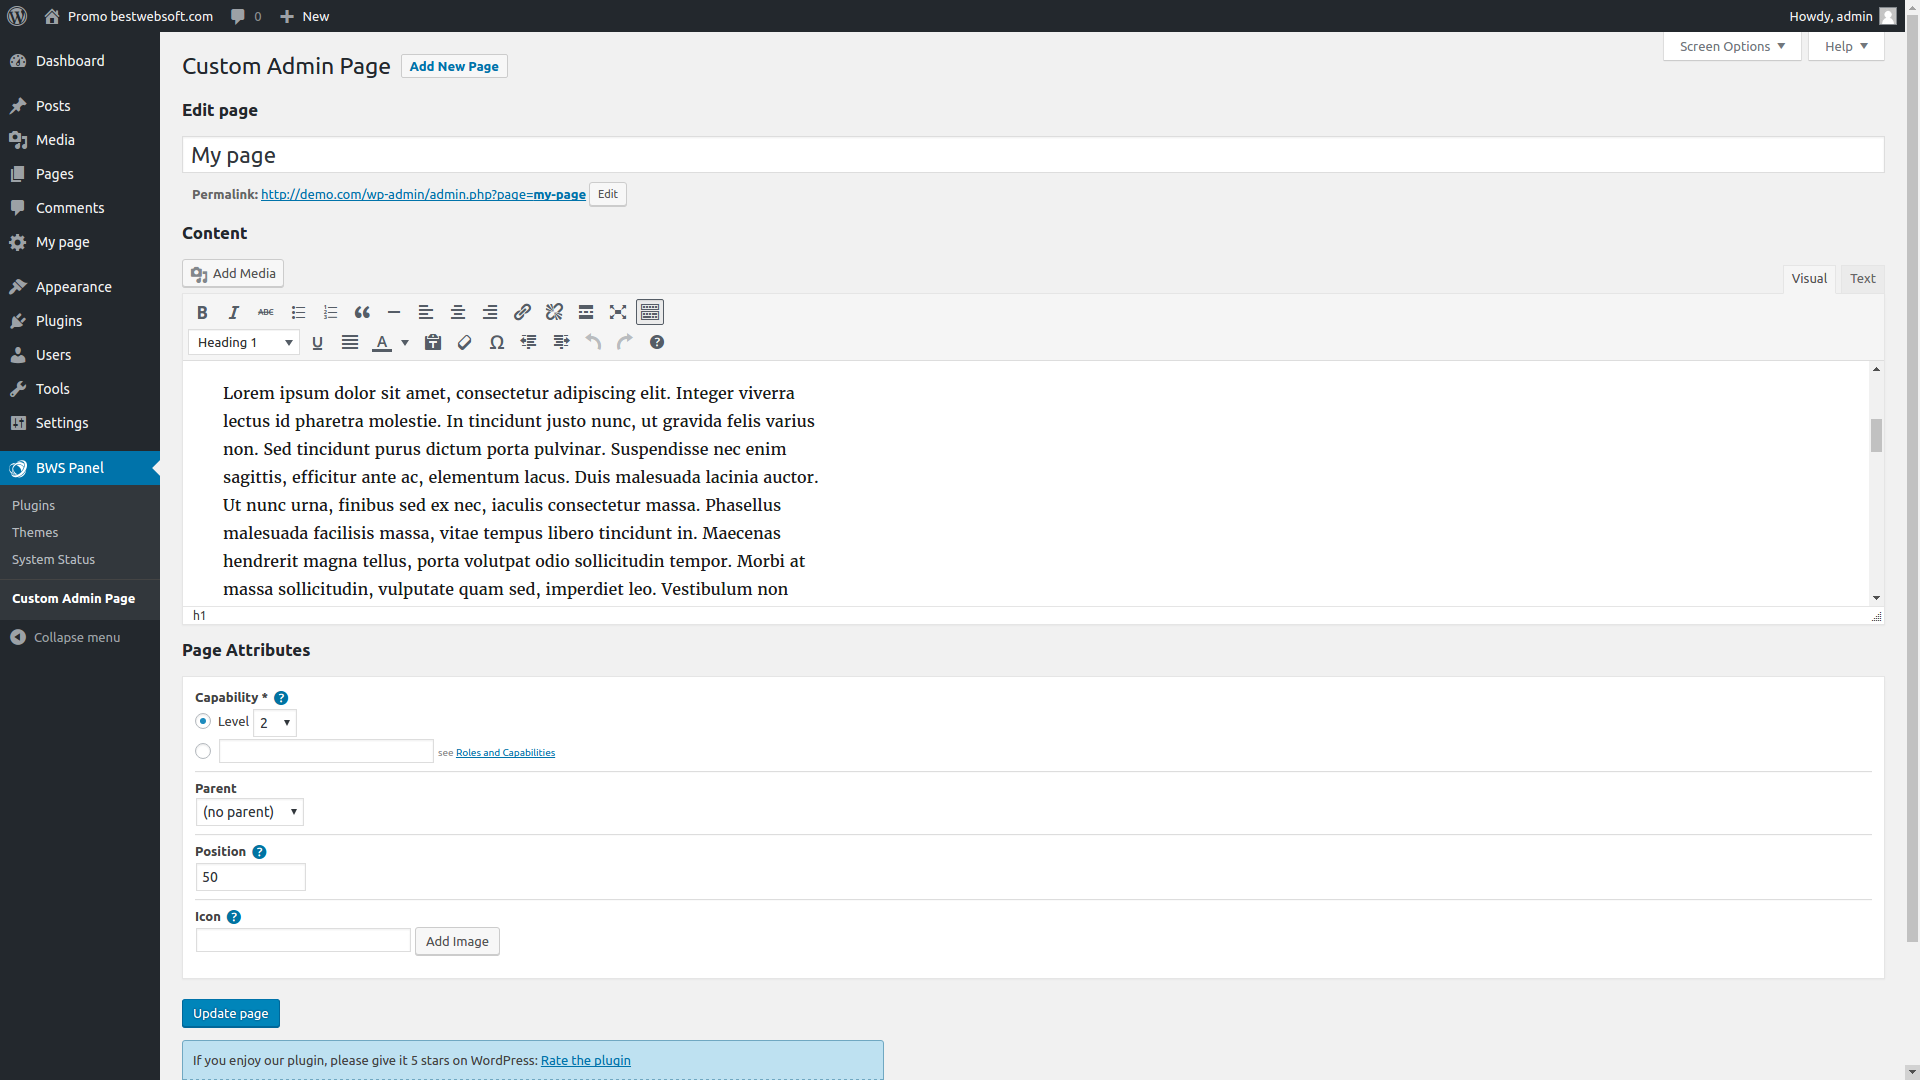 Promo bestwebsoft.com 0 New Howdy, admin
Screen Options Help
Dashboard
Posts
Media
Pages
Comments
My page
Appearance
Plugins
Users
Tools
Settings
BWS Panel
Plugins
Themes
System Status
Custom Admin Page
Collapse menu
Custom Admin Page Add New Page
Edit page
My page
Permalink: http://demo.com/wp-admin/admin.php?page=my-page Edit
Content
Add Media
Visual Text
B I ABC
Heading 1 U A Ω
Lorem ipsum dolor sit amet, consectetur adipiscing elit. Integer viverra
lectus id pharetra molestie. In tincidunt justo nunc, ut gravida felis varius
non. Sed tincidunt purus dictum porta pulvinar. Suspendisse nec enim
sagittis, efficitur ante ac, elementum lacus. Duis malesuada lacinia auctor.
Ut nunc urna, finibus sed ex nec, iaculis consectetur massa. Phasellus
malesuada facilisis massa, vitae tempus libero tincidunt in. Maecenas
hendrerit magna tellus, porta volutpat odio sollicitudin tempor. Morbi at
massa sollicitudin, vulputate quam sed, imperdiet leo. Vestibulum non
h1
Page Attributes
Capability * ?
Level 2
see Roles and Capabilities
Parent
(no parent)
Position ?
50
Icon ?
Add Image
Update page
If you enjoy our plugin, please give it 5 stars on WordPress: Rate the plugin